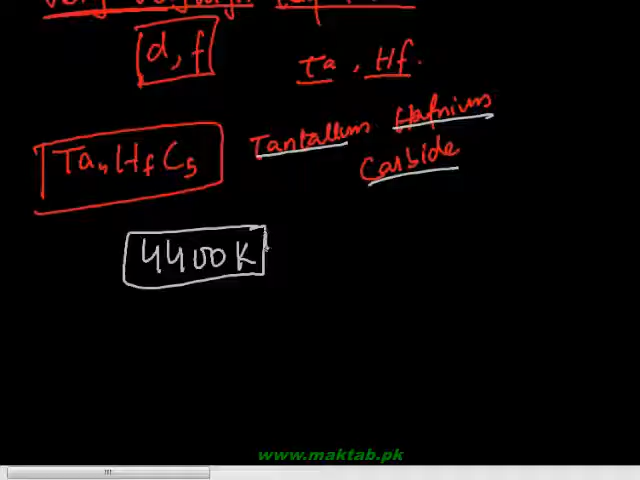 d, f
Ta , Hf.
Tantallum Hafnium
Carbide
Ta4HfC5
4400K
www.maktab.pk